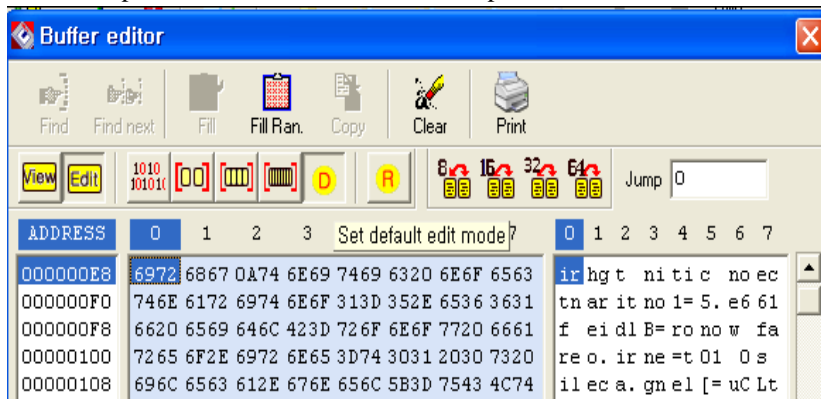 Buffer editor
Find Find next Fill Fill Ran. Copy Clear Print
View Edit 1010 10101( D R 8 16 32 64 Jump 0
ADDRESS 0 1 2 3 Set default edit mode 7 0 1 2 3 4 5 6 7
000000E8 6972 6867 0A74 6E69 7469 6320 6E6F 6563 ir hg t ni ti c no ec
000000F0 746E 6172 6974 6E6F 313D 352E 6536 3631 tn ar it no 1= 5. e6 61
000000F8 6620 6569 646C 423D 726F 6E6F 7720 6661 f ei dl B= ro no w fa
00000100 7265 6F2E 6972 6E65 3D74 3031 2030 7320 re o. ir ne =t 01 0 s
00000108 696C 6563 612E 676E 656C 5B3D 7543 4C74 il ec a. gn el [= uC Lt